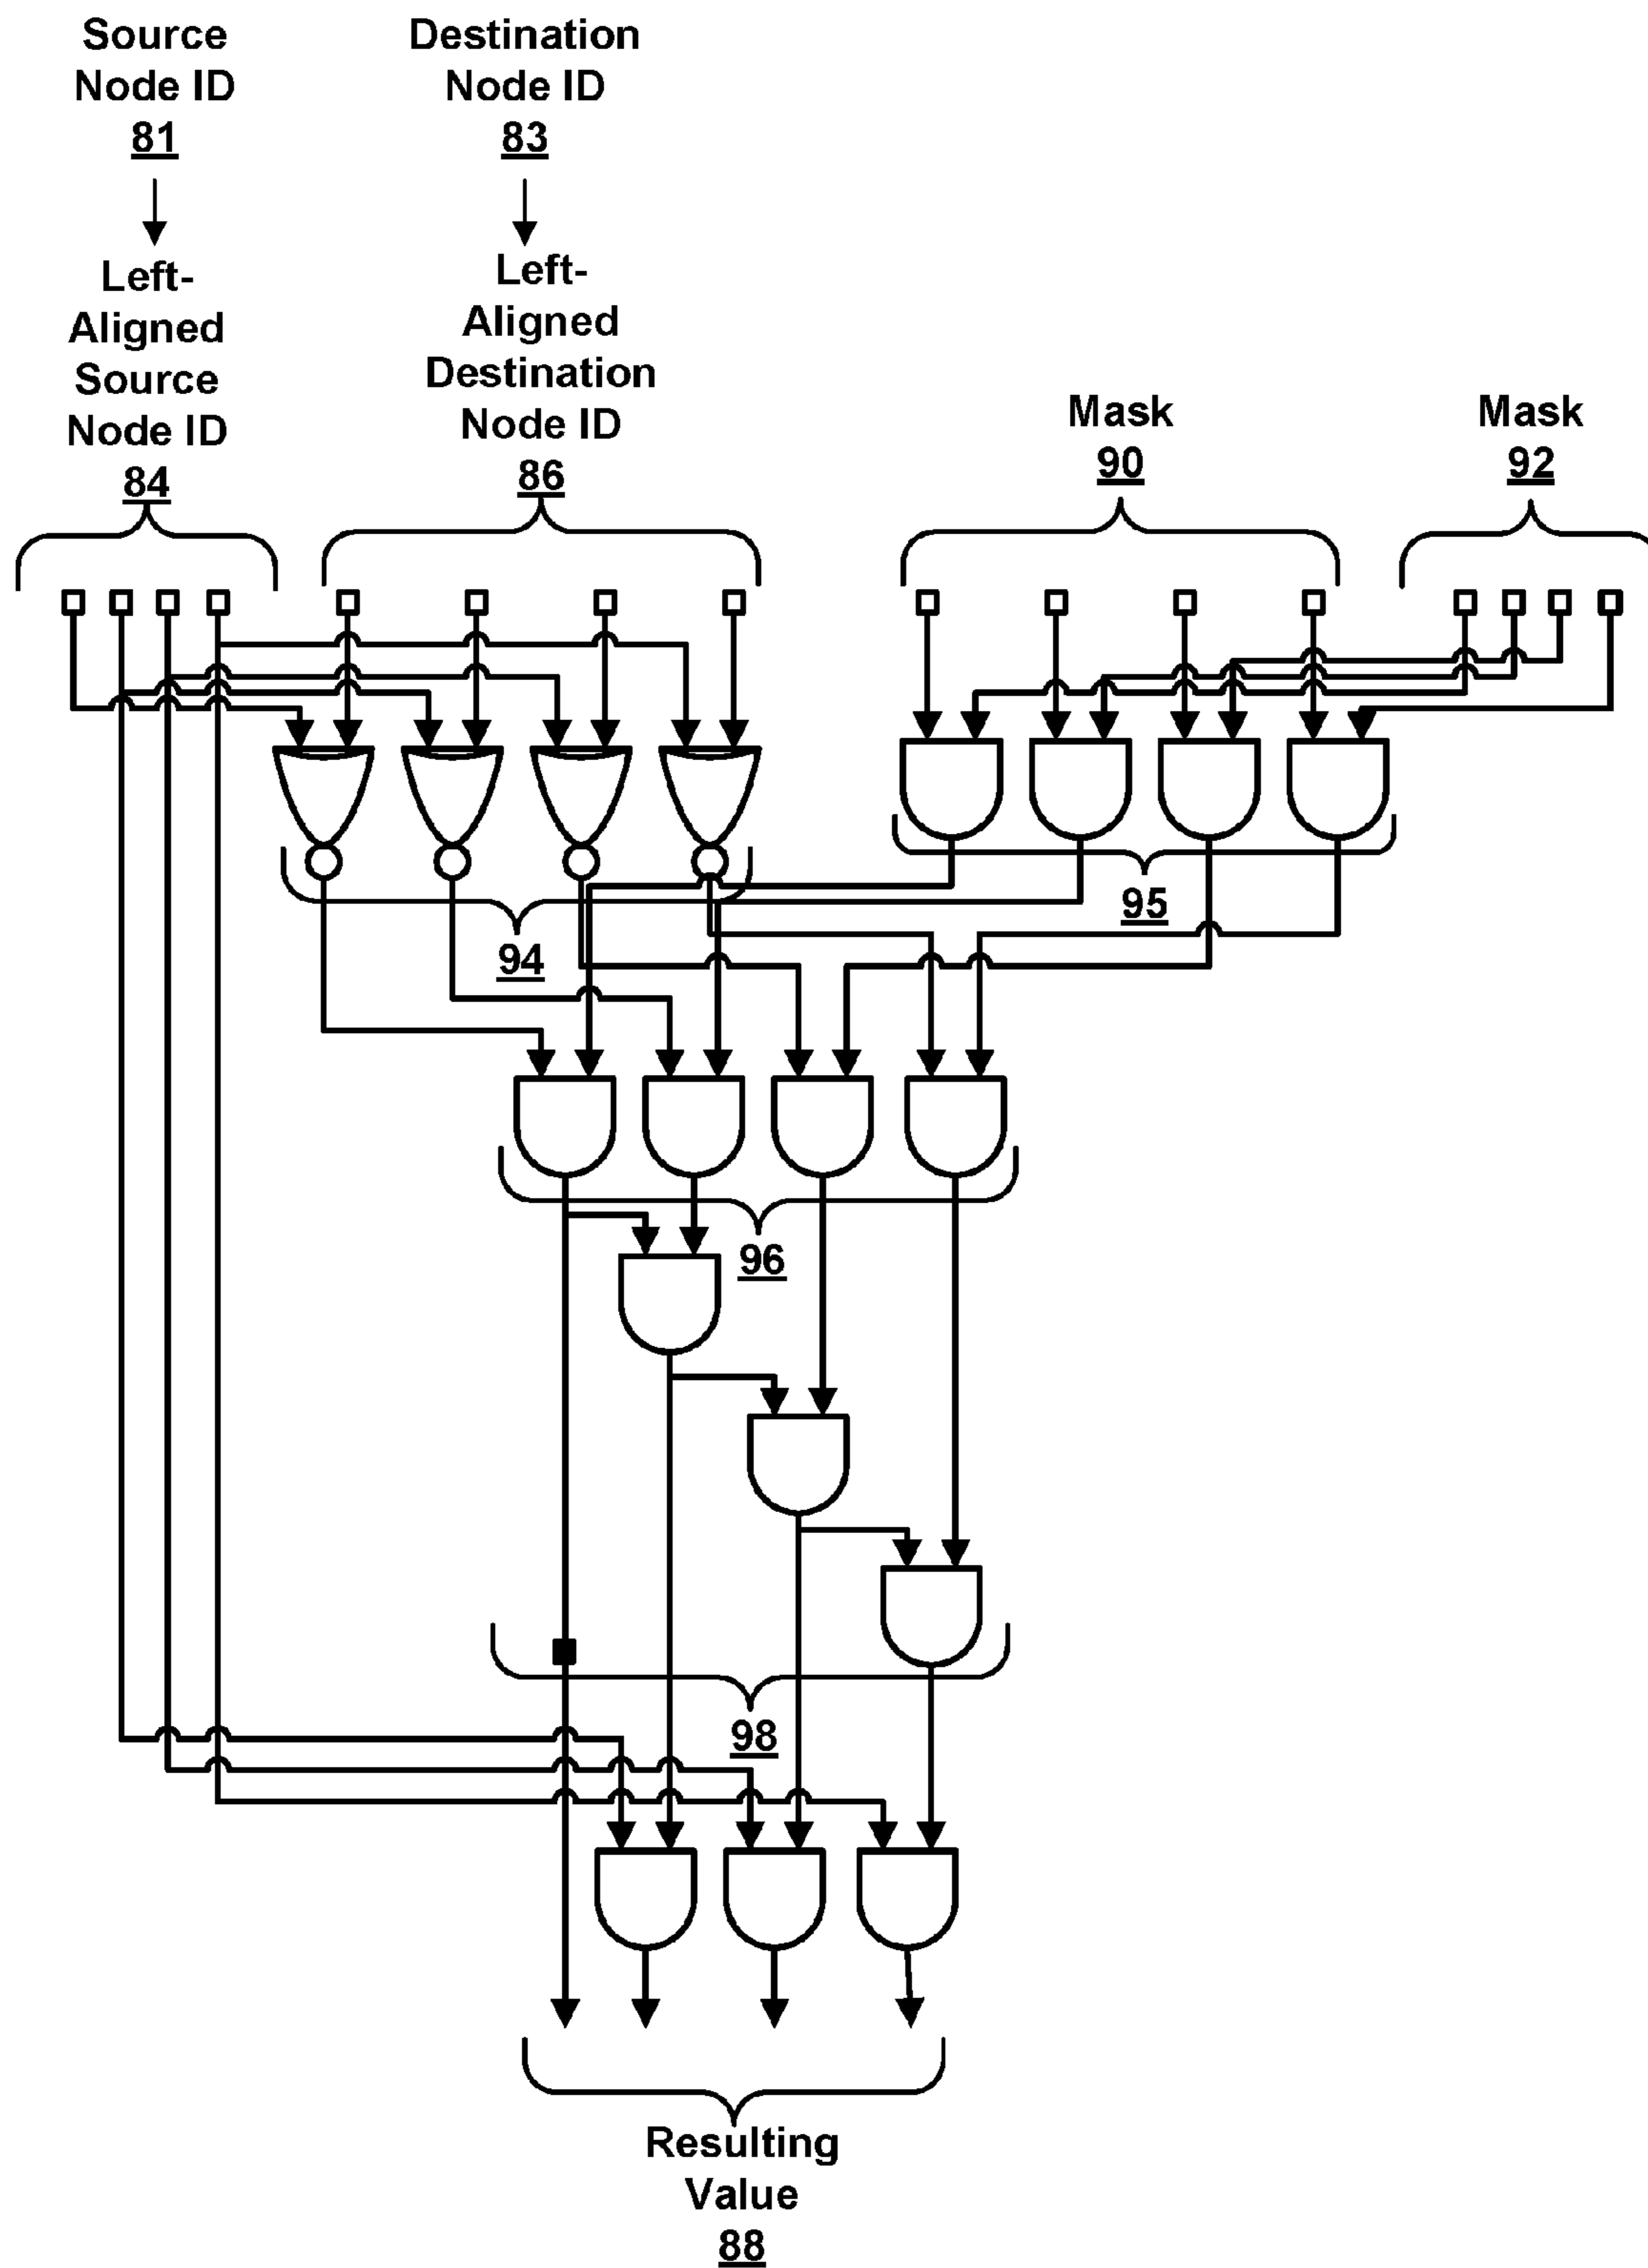 Source
Node ID
81
Destination
Node ID
83
Left-
Aligned
Source
Node ID
84
Left-
Aligned
Destination
Node ID
86
Mask
90
Mask
92
95
94
96
98
Resulting
Value
88